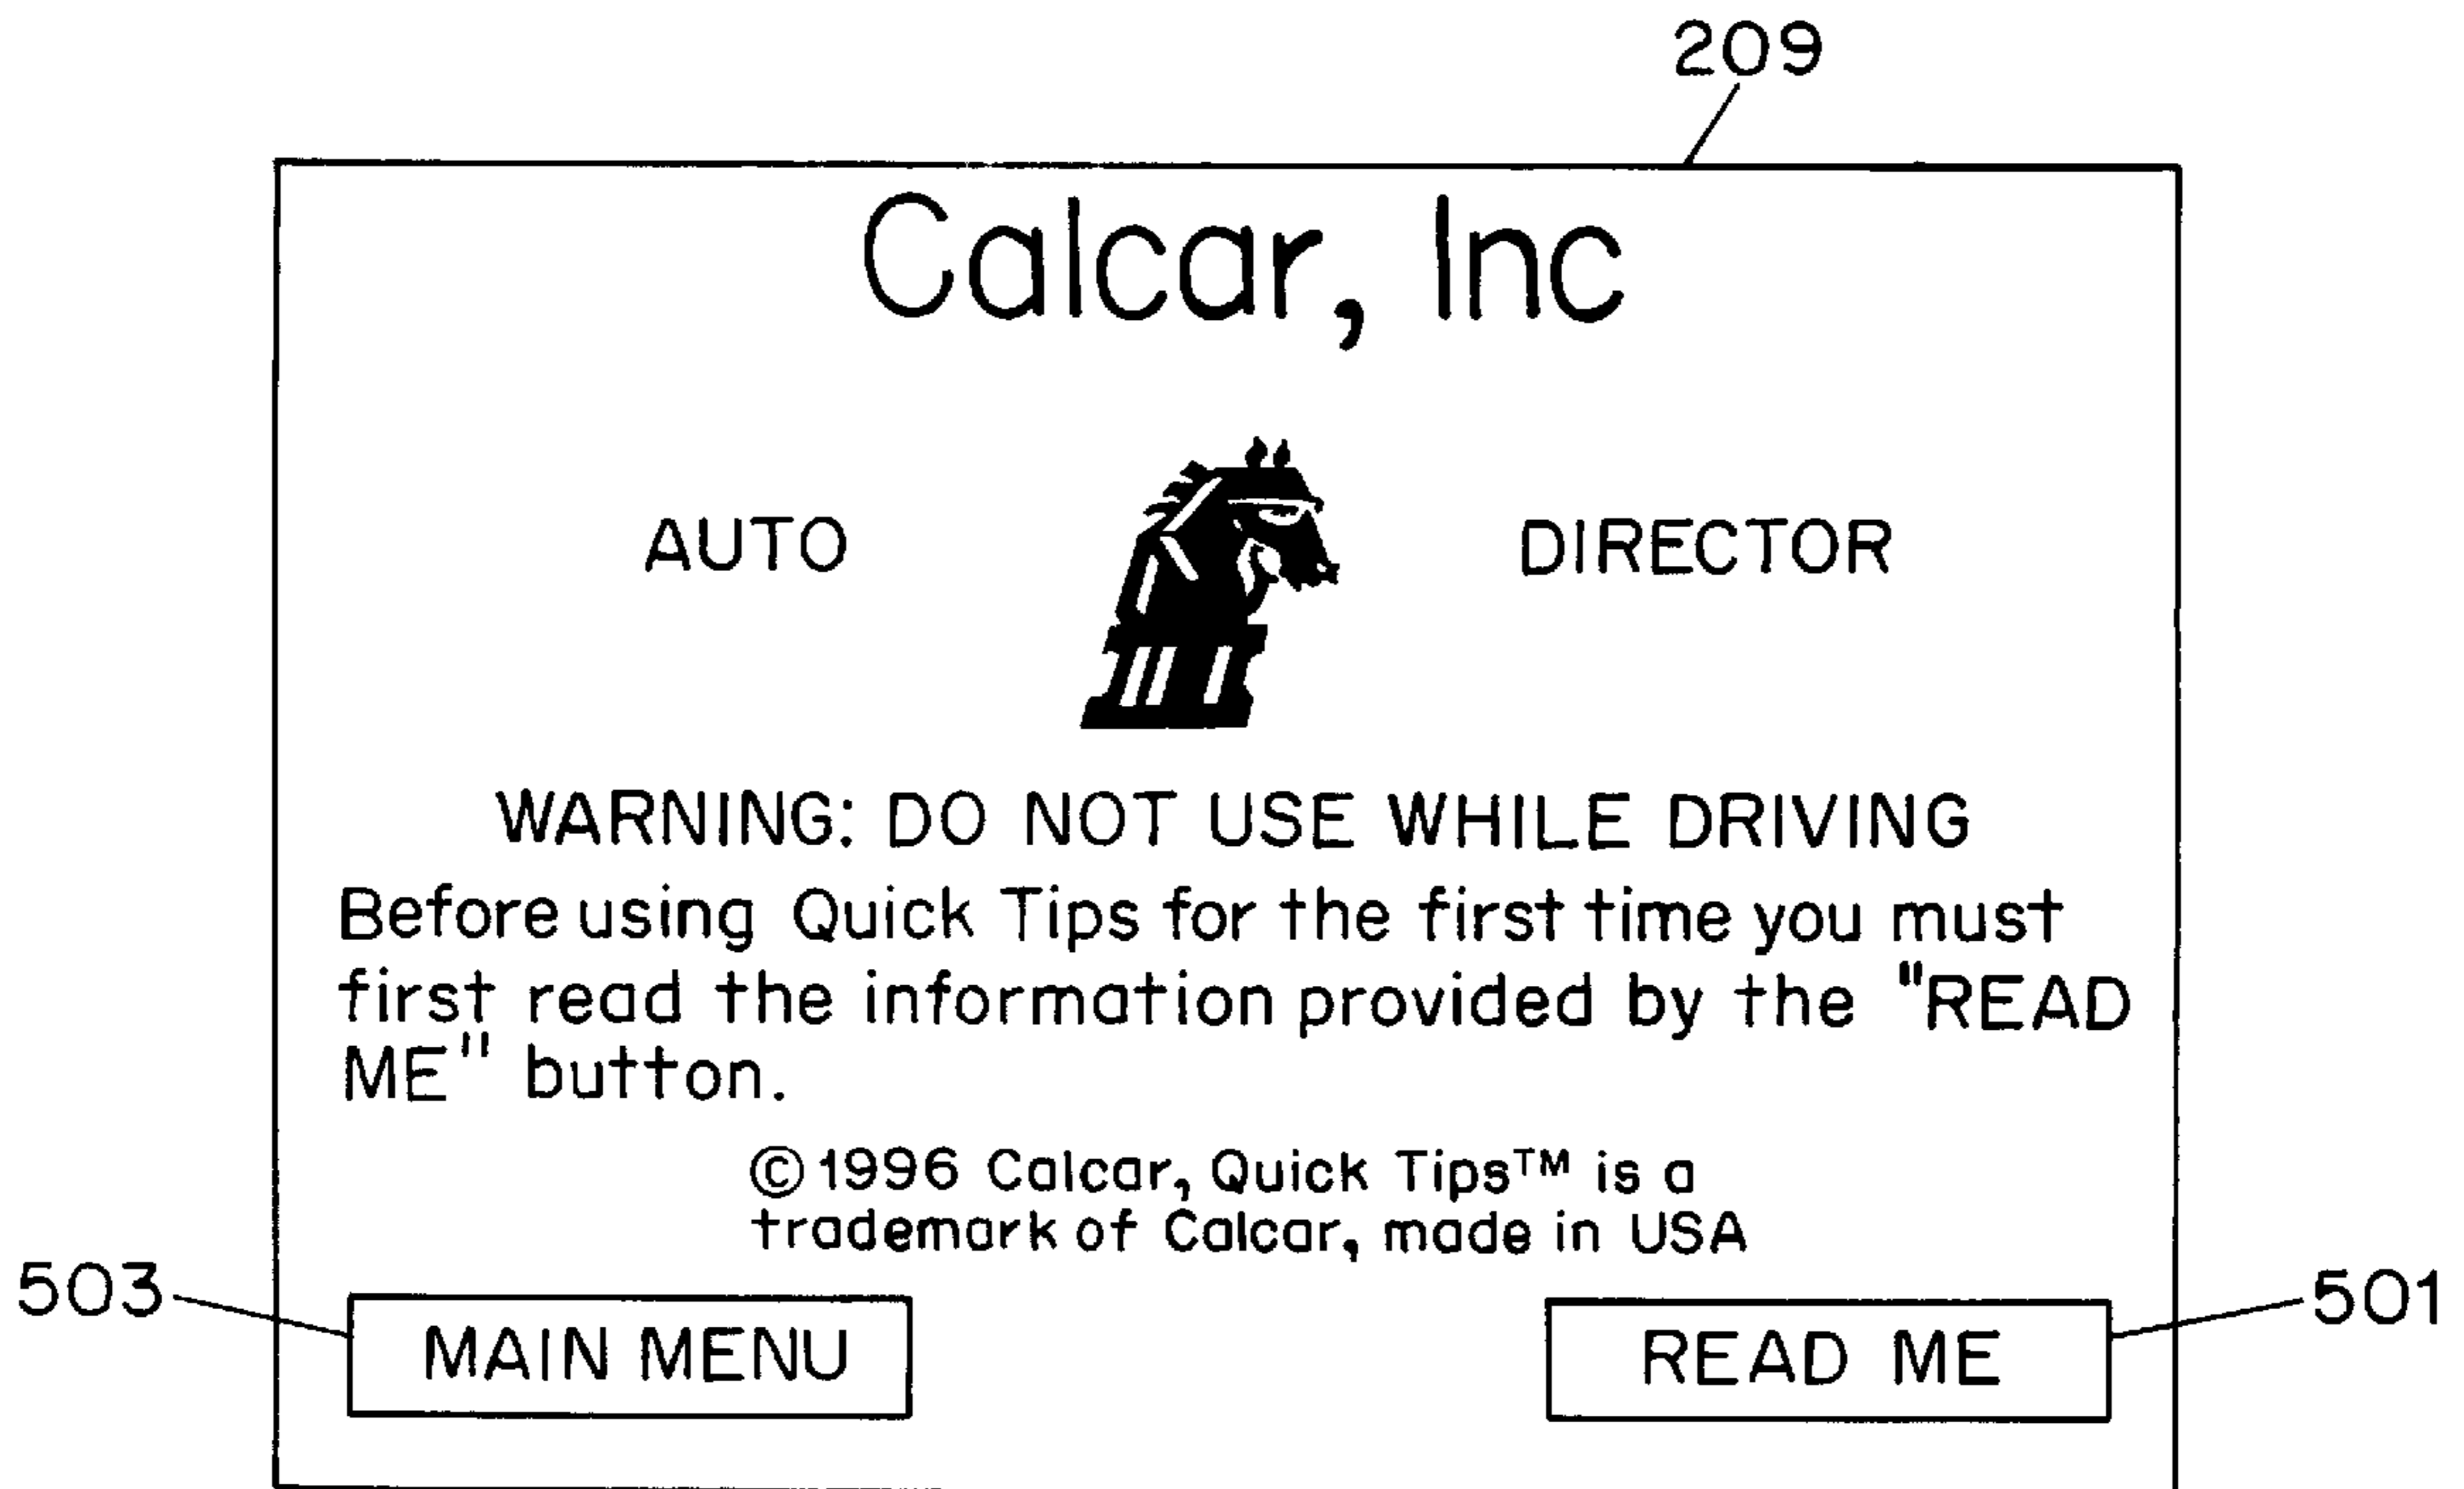 209
Calcar, Inc
AUTO DIRECTOR
WARNING: DO NOT USE WHILE DRIVING
Before using Quick Tips for the first time you must
first read the information provided by the "READ
ME" button.
©1996 Calcar, Quick Tips™ is a
trademark of Calcar, made in USA
503 MAIN MENU READ ME 501